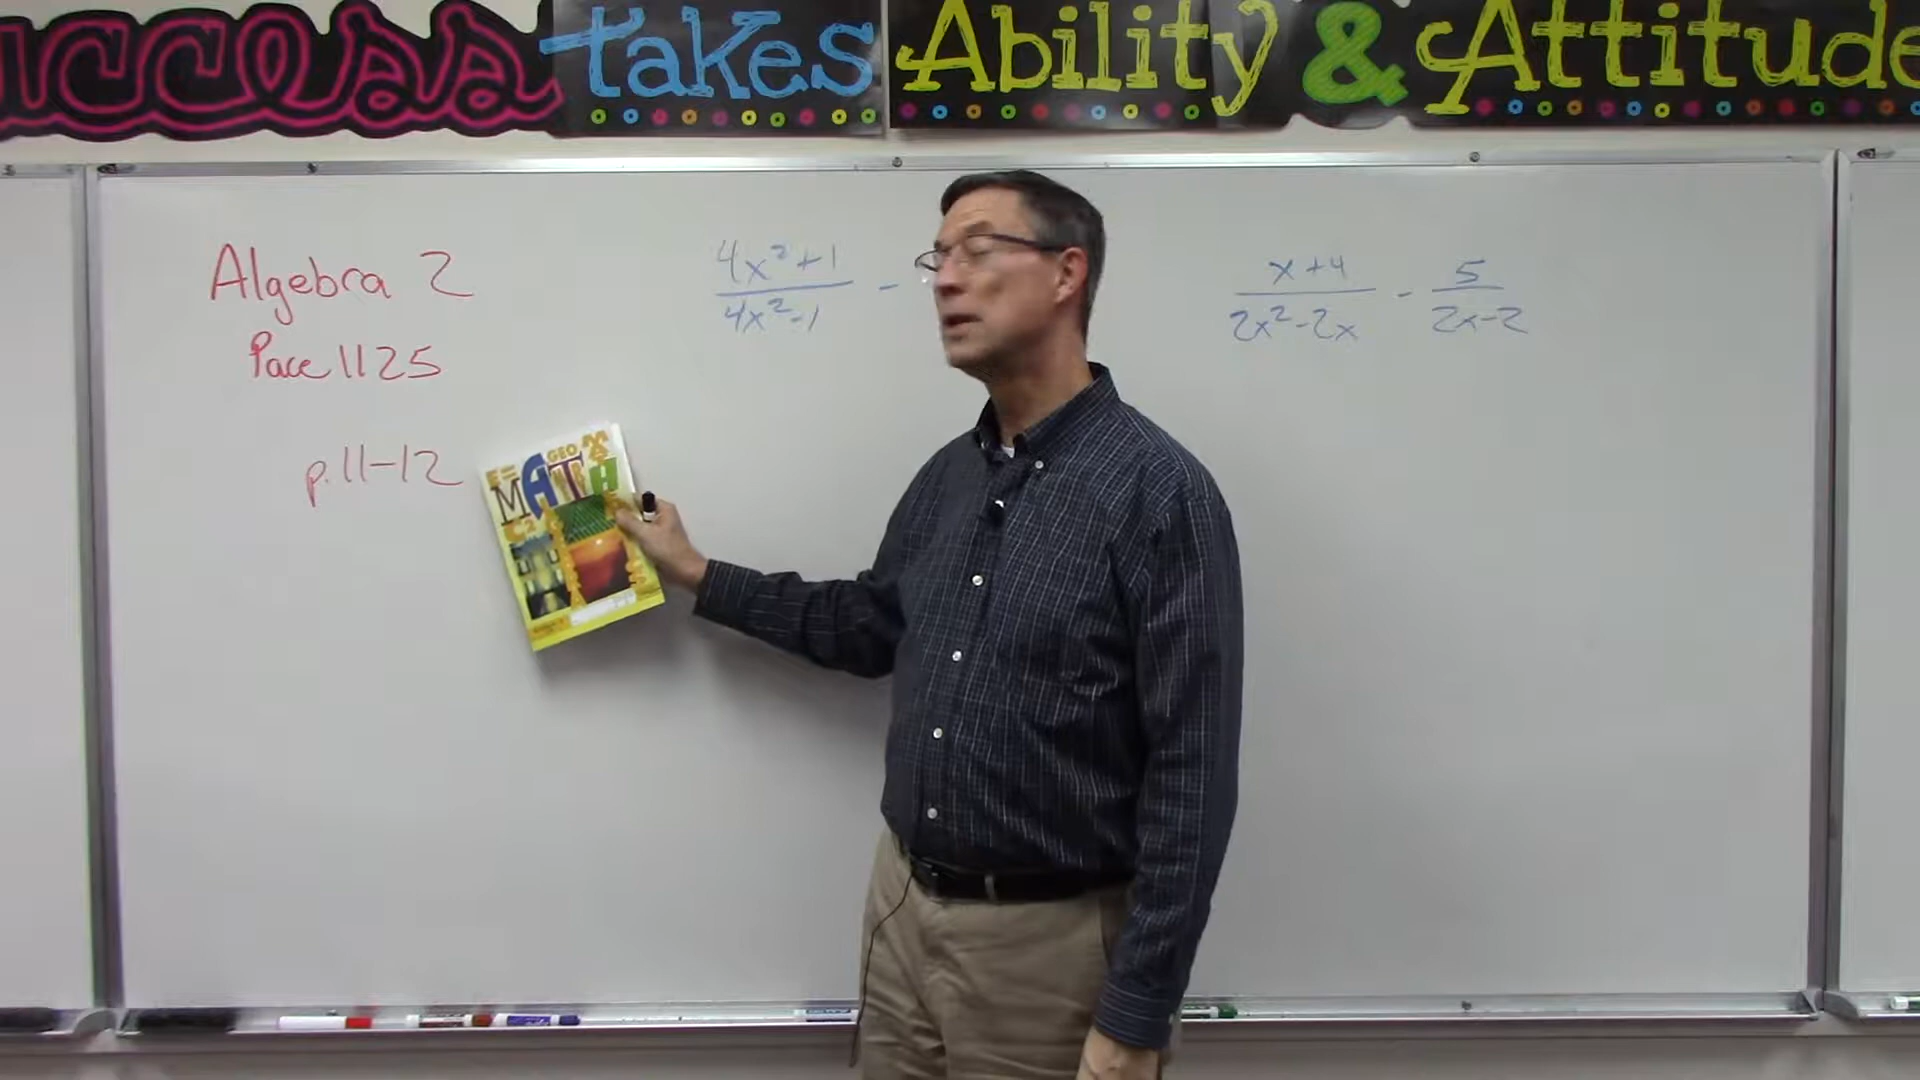 uccess takes Ability & Attitude
Algebra 2
Pace 1125
p. 11-12
4x²+1
4x²-1
-
x+4
2x²-2x
-
5
2x-2
GEO
MATH